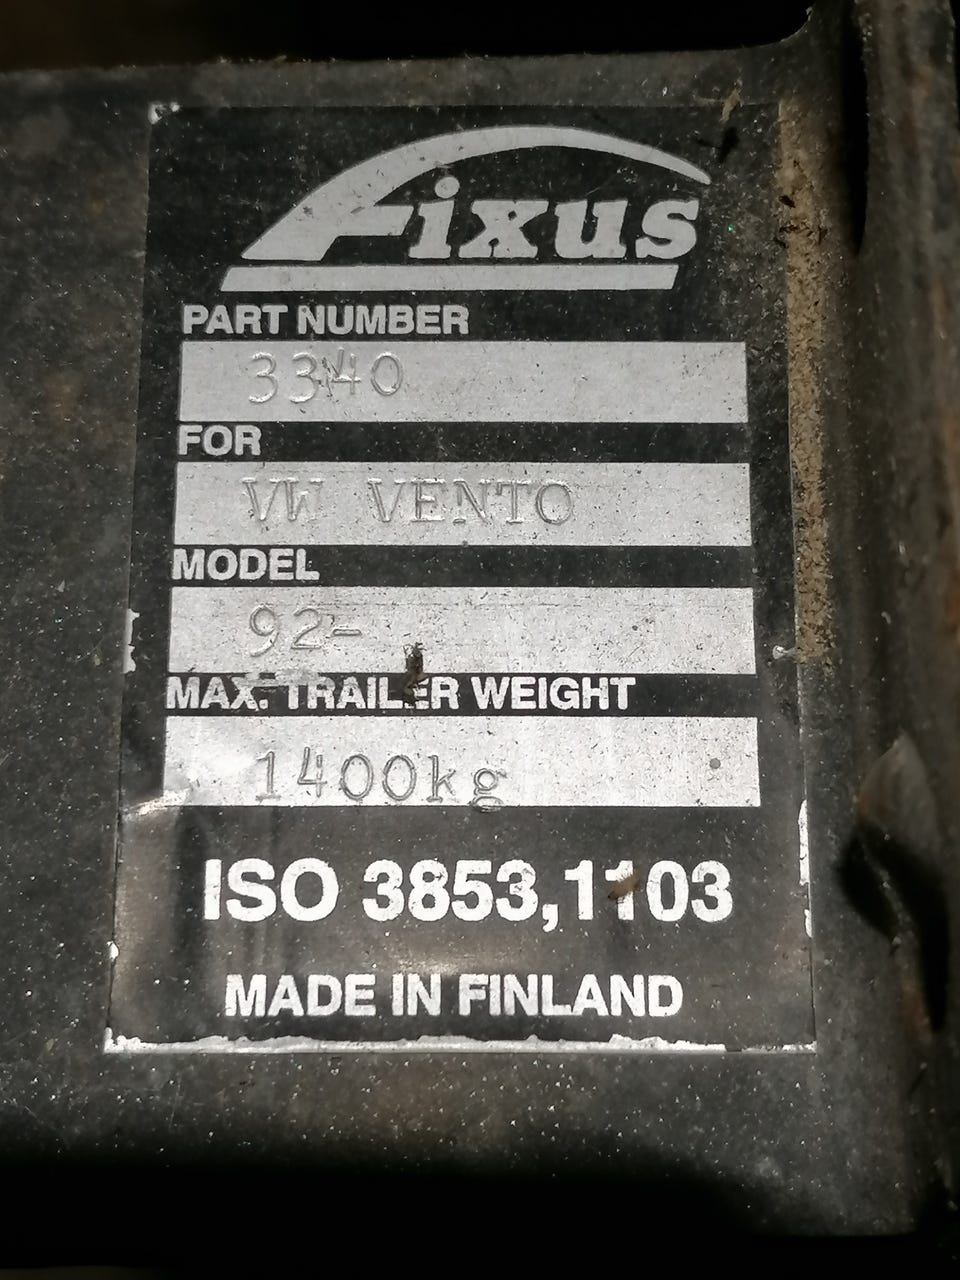 Fixus
PART NUMBER
3340
FOR
VW VENTO
MODEL
92-
MAX. TRAILER WEIGHT
1400kg
ISO 3853,1103
MADE IN FINLAND